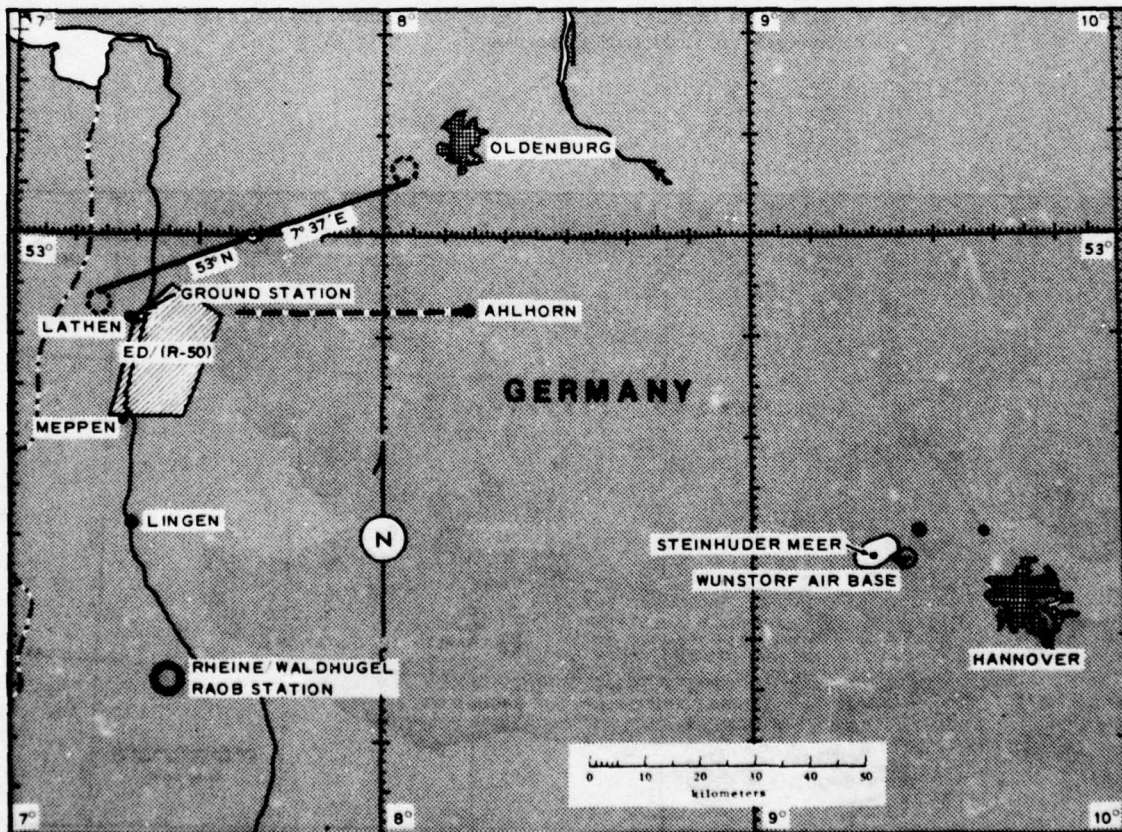 7°
8°
9°
10°
OLDENBURG
7° 37' E
53° N
53°
53°
GROUND STATION
LATHEN
AHLHORN
ED/(R-50)
GERMANY
MEPPEN
LINGEN
N
STEINHUDER MEER
WUNSTORF AIR BASE
HANNOVER
RHEINE/WALDHUGEL
RAOB STATION
0 10 20 30 40 50
kilometers
7°
8°
9°
10°